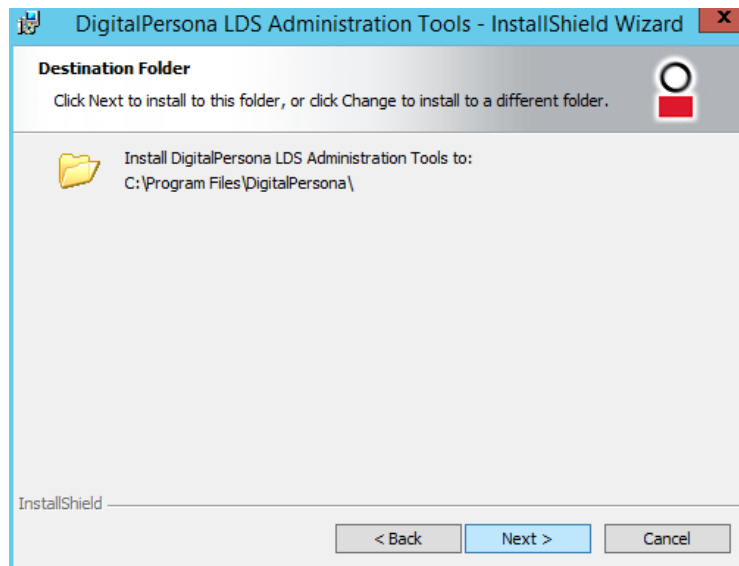 DigitalPersona LDS Administration Tools - InstallShield Wizard
Destination Folder
Click Next to install to this folder, or click Change to install to a different folder.
Install DigitalPersona LDS Administration Tools to:
C:\Program Files\DigitalPersona\
InstallShield
< Back
Next >
Cancel